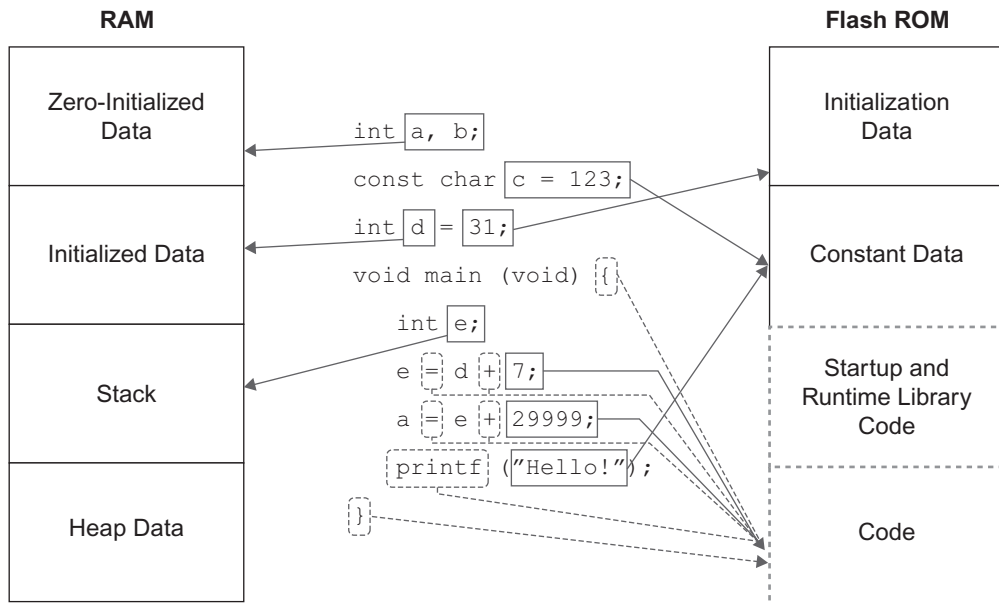 RAM
Flash ROM
Zero-Initialized
Data
Initialized Data
Stack
Heap Data
int a, b;
const char c = 123;
int d = 31;
void main (void) {
int e;
e = d + 7;
a = e + 29999;
printf (”Hello!”);
}
Initialization
Data
Constant Data
Startup and
Runtime Library
Code
Code